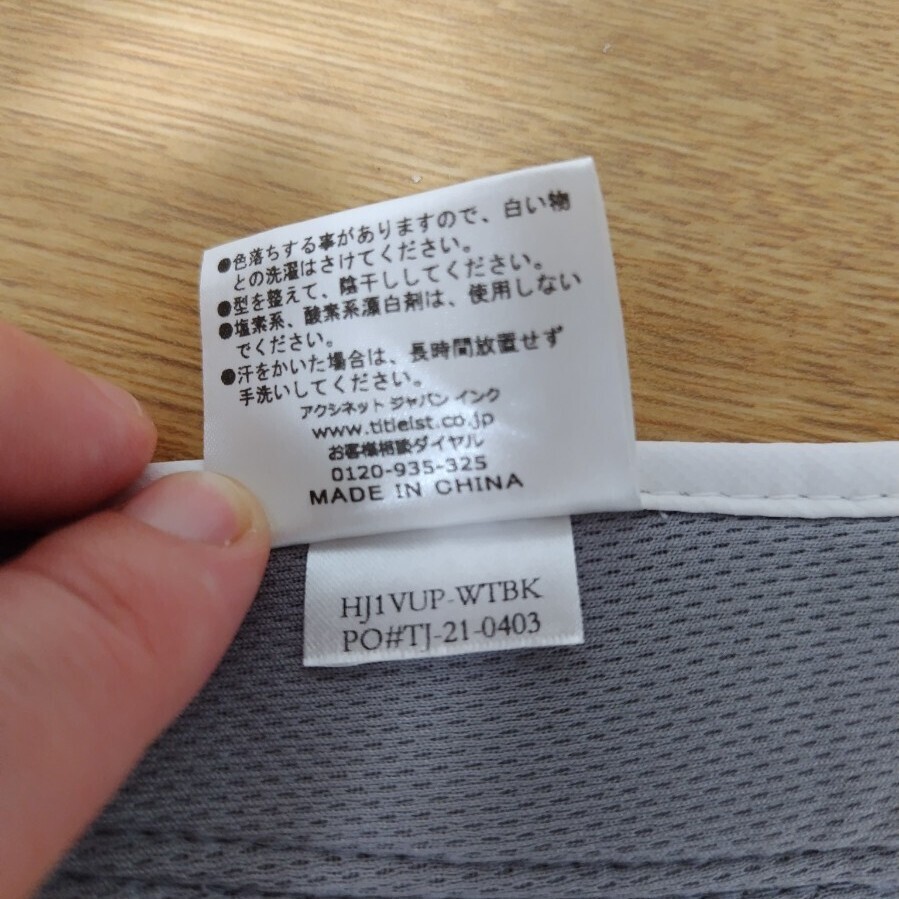 ●色落ちする事がありますので、白い物
との洗濯はさけてください。
●型を整えて、陰干ししてください。
●塩素系、酸素系漂白剤は、使用しない
でください。
●汗をかいた場合は、長時間放置せず
手洗いしてください。
アクシネット ジャパン インク
www.titleist.co.jp
お客様相談ダイヤル
0120-935-325
MADE IN CHINA
HJ1VUP-WTBK
PO#TJ-21-0403